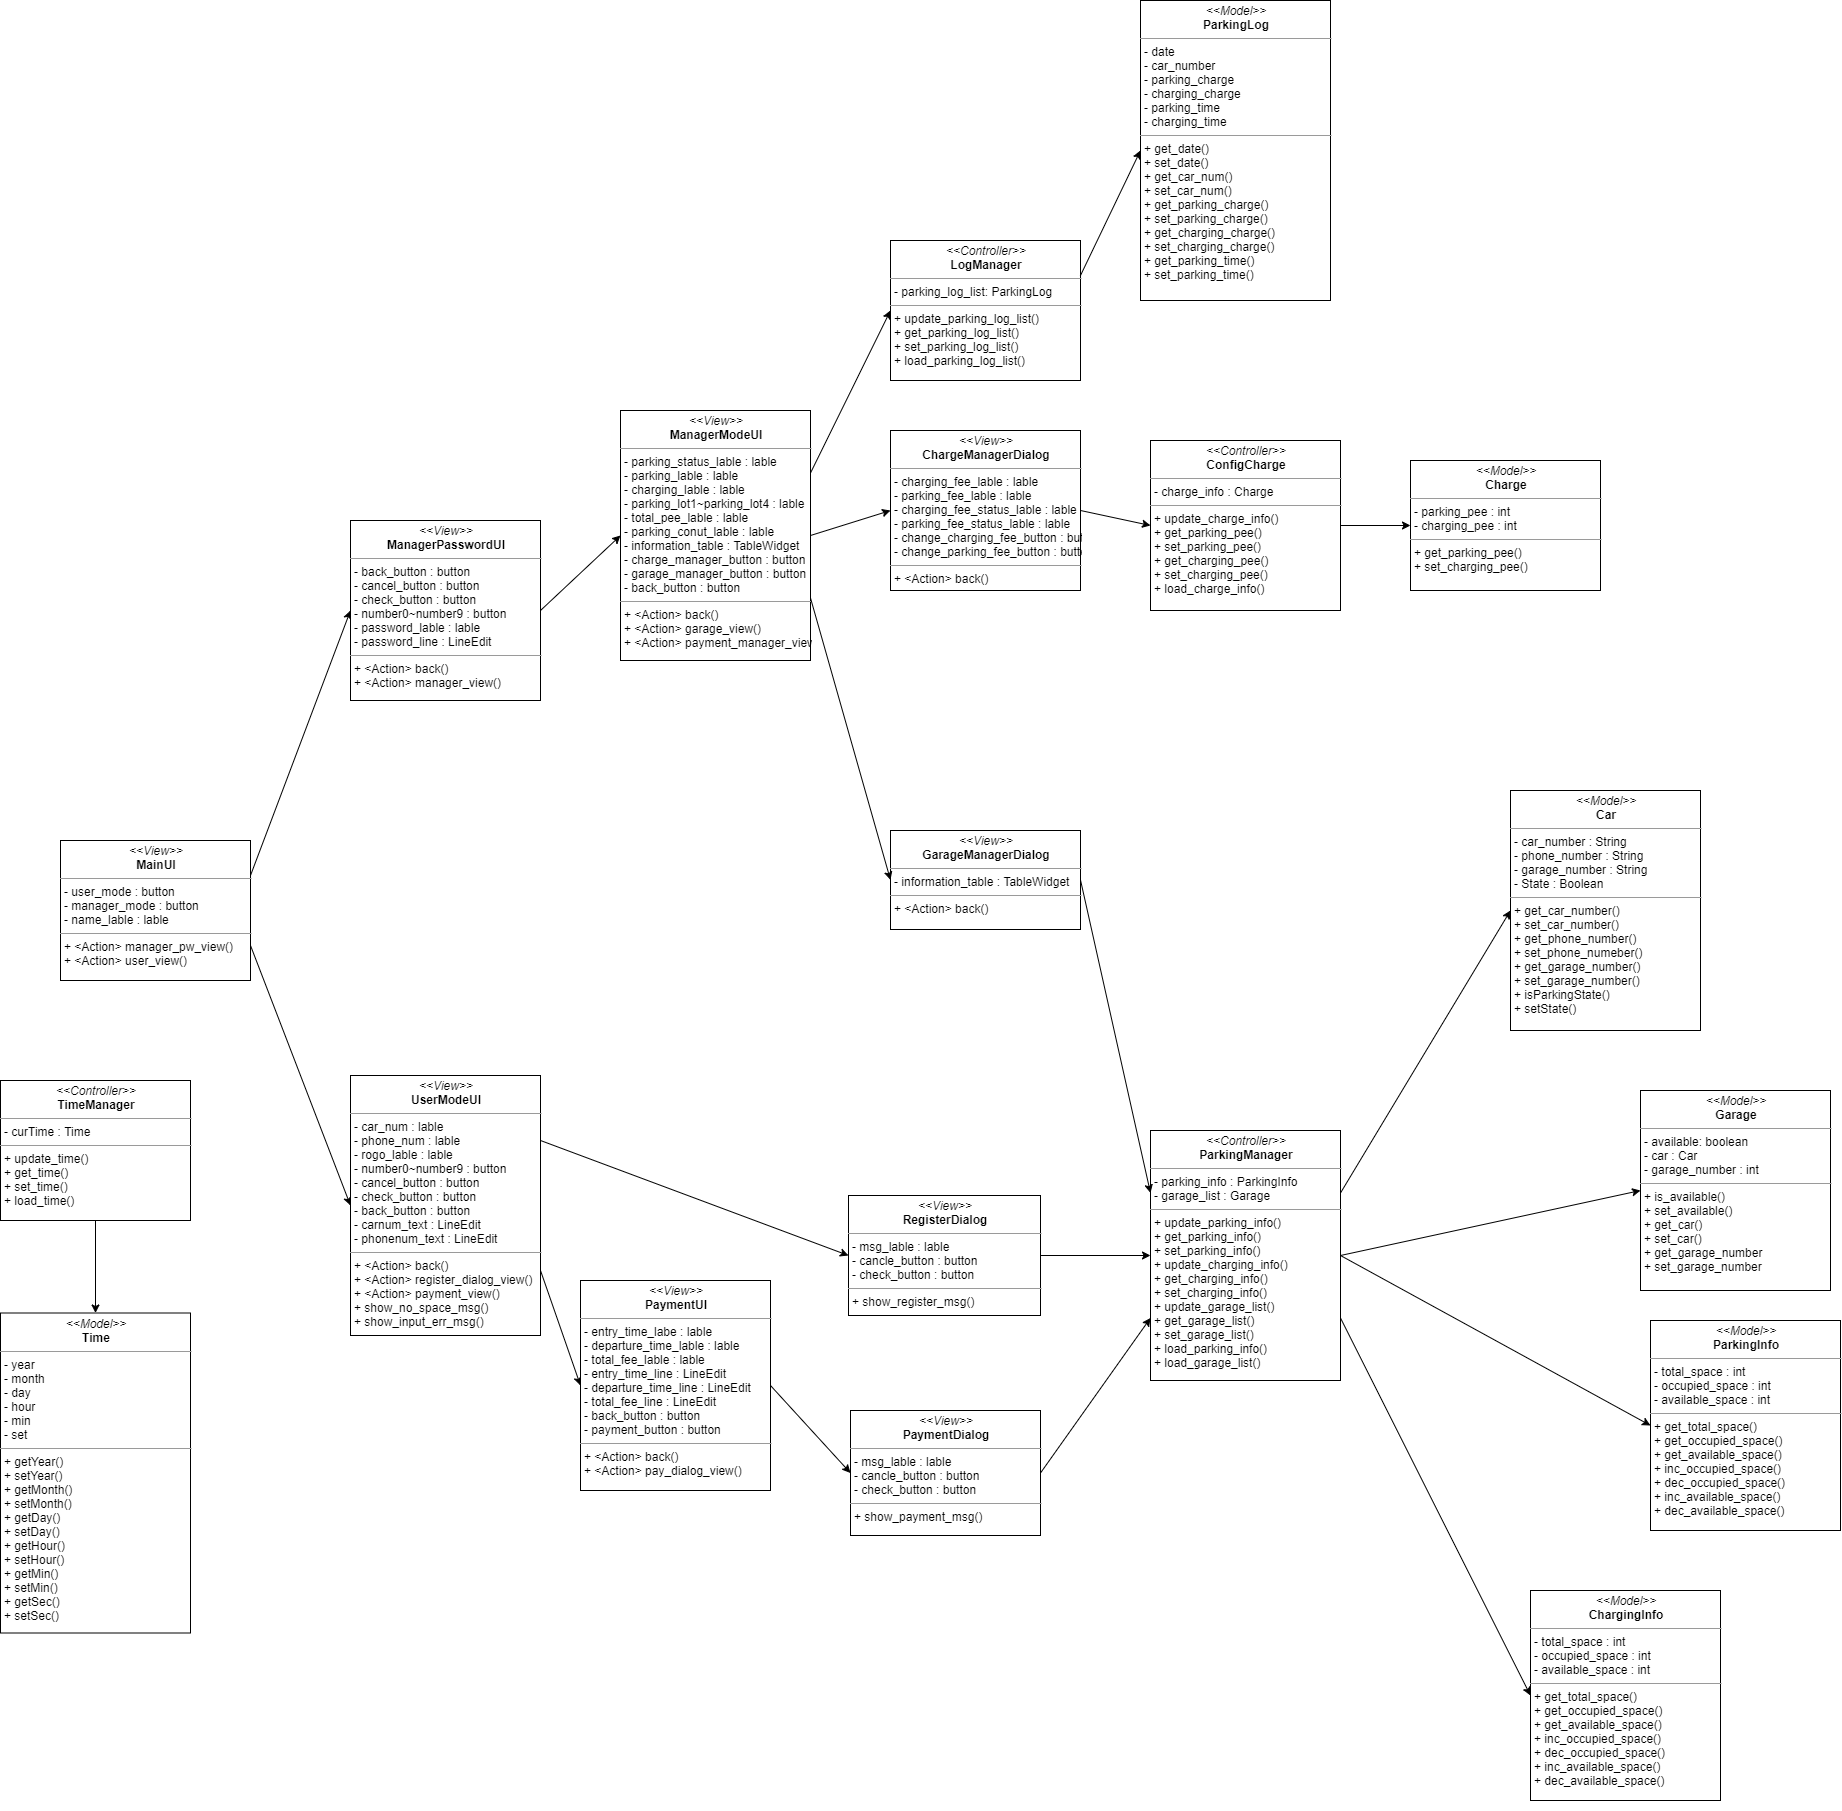 <<Model>>
ParkingLog
- date
- car_number
- parking_charge
- charging_charge
- parking_time
- charging_time
+ get_date()
+ set_date()
+ get_car_num()
+ set_car_num()
+ get_parking_charge()
+ set_parking_charge()
+ get_charging_charge()
+ set_charging_charge()
+ get_parking_time()
+ set_parking_time()
<<Controller>>
LogManager
- parking_log_list: ParkingLog
+ update_parking_log_list()
+ get_parking_log_list()
+ set_parking_log_list()
+ load_parking_log_list()
<<View>>
ManagerModeUI
- parking_status_lable : lable
- parking_lable : lable
- charging_lable : lable
- parking_lot1~parking_lot4 : lable
- total_pee_lable : lable
- parking_conut_lable : lable
- information_table : TableWidget
- charge_manager_button : button
- garage_manager_button : button
- back_button : button
+ <Action> back()
+ <Action> garage_view()
+ <Action> payment_manager_view
<<View>>
ChargeManagerDialog
- charging_fee_lable : lable
- parking_fee_lable : lable
- charging_fee_status_lable : lable
- parking_fee_status_lable : lable
- change_charging_fee_button : but
- change_parking_fee_button : butt
+ <Action> back()
<<Controller>>
ConfigCharge
- charge_info : Charge
+ update_charge_info()
+ get_parking_pee()
+ set_parking_pee()
+ get_charging_pee()
+ set_charging_pee()
+ load_charge_info()
<<Model>>
Charge
- parking_pee : int
- charging_pee : int
+ get_parking_pee()
+ set_charging_pee()
<<View>>
ManagerPasswordUI
- back_button : button
- cancel_button : button
- check_button : button
- number0~number9 : button
- password_lable : lable
- password_line : LineEdit
+ <Action> back()
+ <Action> manager_view()
<<View>>
MainUI
- user_mode : button
- manager_mode : button
- name_lable : lable
+ <Action> manager_pw_view()
+ <Action> user_view()
<<View>>
GarageManagerDialog
- information_table : TableWidget
+ <Action> back()
<<Model>>
Car
- car_number : String
- phone_number : String
- garage_number : String
- State : Boolean
+ get_car_number()
+ set_car_number()
+ get_phone_number()
+ set_phone_numeber()
+ get_garage_number()
+ set_garage_number()
+ isParkingState()
+ setState()
<<Controller>>
TimeManager
- curTime : Time
+ update_time()
+ get_time()
+ set_time()
+ load_time()
<<View>>
UserModeUI
- car_num : lable
- phone_num : lable
- rogo_lable : lable
- number0~number9 : button
- cancel_button : button
- check_button : button
- back_button : button
- carnum_text : LineEdit
- phonenum_text : LineEdit
+ <Action> back()
+ <Action> register_dialog_view()
+ <Action> payment_view()
+ show_no_space_msg()
+ show_input_err_msg()
<<View>>
RegisterDialog
- msg_lable : lable
- cancle_button : button
- check_button : button
+ show_register_msg()
<<Controller>>
ParkingManager
- parking_info : ParkingInfo
- garage_list : Garage
+ update_parking_info()
+ get_parking_info()
+ set_parking_info()
+ update_charging_info()
+ get_charging_info()
+ set_charging_info()
+ update_garage_list()
+ get_garage_list()
+ set_garage_list()
+ load_parking_info()
+ load_garage_list()
<<Model>>
Garage
- available: boolean
- car : Car
- garage_number : int
+ is_available()
+ set_available()
+ get_car()
+ set_car()
+ get_garage_number
+ set_garage_number
<<Model>>
Time
- year
- month
- day
- hour
- min
- set
+ getYear()
+ setYear()
+ getMonth()
+ setMonth()
+ getDay()
+ setDay()
+ getHour()
+ setHour()
+ getMin()
+ setMin()
+ getSec()
+ setSec()
<<View>>
PaymentUI
- entry_time_labe : lable
- departure_time_lable : lable
- total_fee_lable : lable
- entry_time_line : LineEdit
- departure_time_line : LineEdit
- total_fee_line : LineEdit
- back_button : button
- payment_button : button
+ <Action> back()
+ <Action> pay_dialog_view()
<<View>>
PaymentDialog
- msg_lable : lable
- cancle_button : button
- check_button : button
+ show_payment_msg()
<<Model>>
ParkingInfo
- total_space : int
- occupied_space : int
- available_space : int
+ get_total_space()
+ get_occupied_space()
+ get_available_space()
+ inc_occupied_space()
+ dec_occupied_space()
+ inc_available_space()
+ dec_available_space()
<<Model>>
ChargingInfo
- total_space : int
- occupied_space : int
- available_space : int
+ get_total_space()
+ get_occupied_space()
+ get_available_space()
+ inc_occupied_space()
+ dec_occupied_space()
+ inc_available_space()
+ dec_available_space()